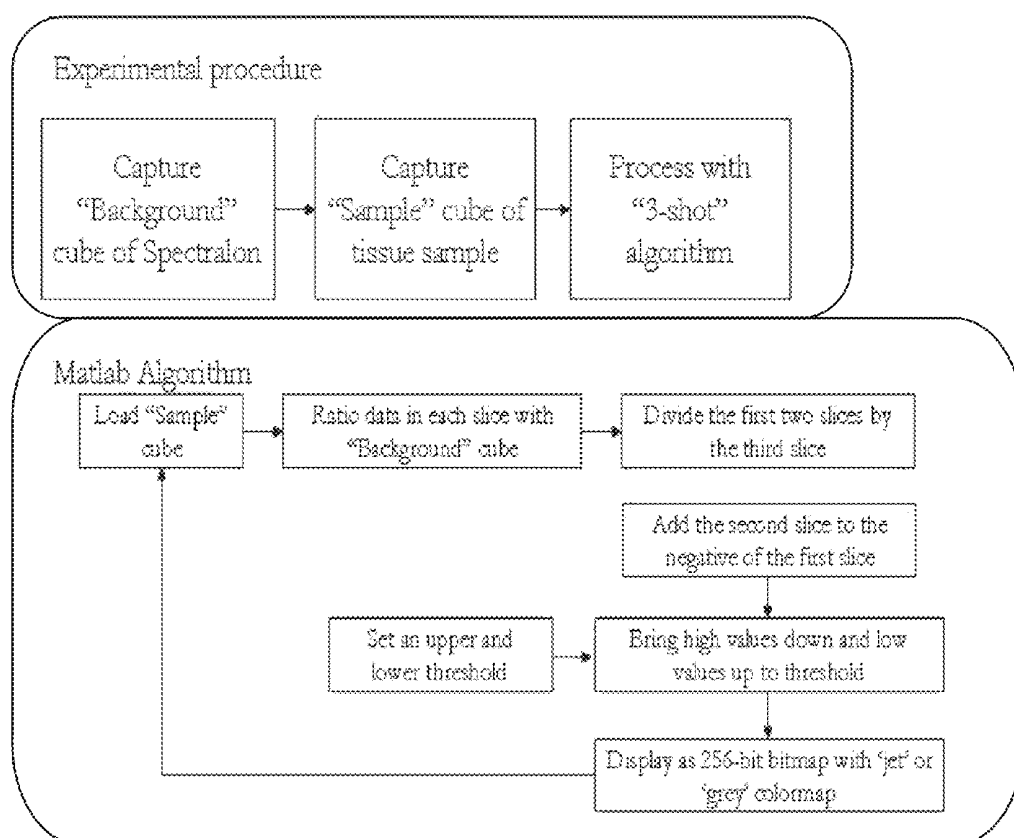 Experimental procedure
Capture
“Background”
cube of Spectralon
Capture
“Sample” cube of
tissue sample
Process with
“3-shot”
algorithm
Matlab Algorithm
Load “Sample”
cube
Ratio data in each slice with
“Background” cube
Divide the first two slices by
the third slice
Add the second slice to the
negative of the first slice
Set an upper and
lower threshold
Bring high values down and low
values up to threshold
Display as 256-bit bitmap with ‘jet’ or
‘grey’ colormap